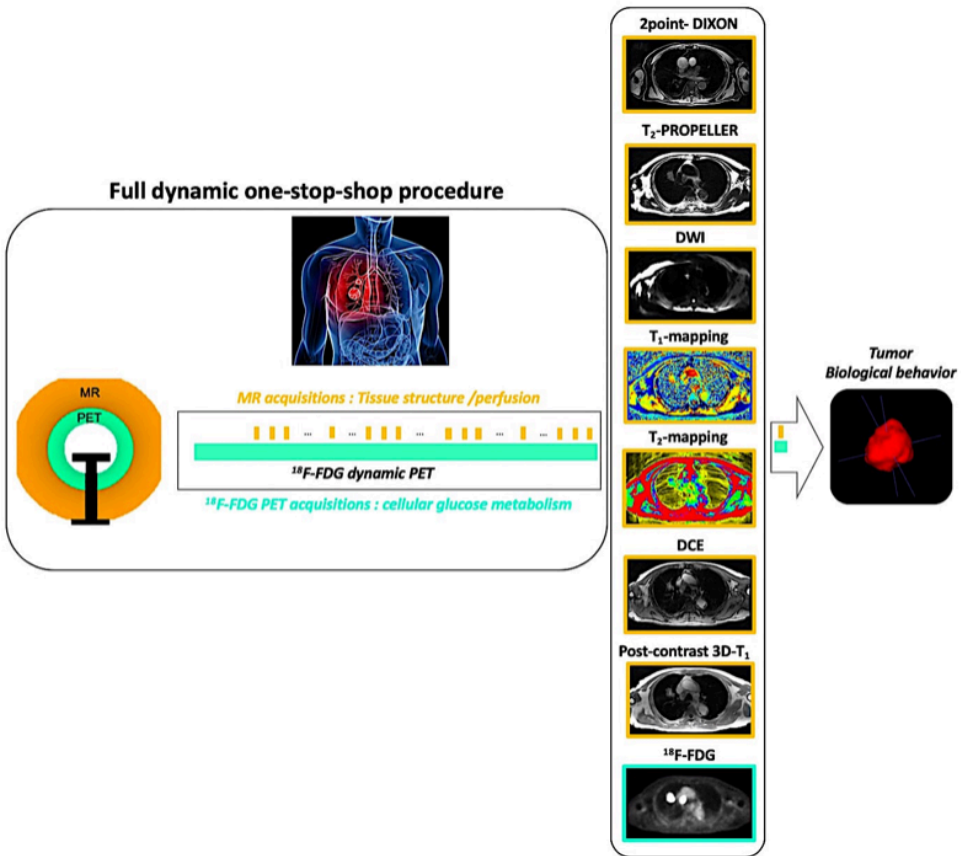 Full dynamic one-stop-shop procedure
MR
PET
MR acquisitions : Tissue structure /perfusion
... ... ... ... ...
¹⁸F-FDG dynamic PET
¹⁸F-FDG PET acquisitions : cellular glucose metabolism
2point- DIXON
T₂-PROPELLER
DWI
T₁-mapping
T₂-mapping
DCE
Post-contrast 3D-T₁
¹⁸F-FDG
Tumor
Biological behavior